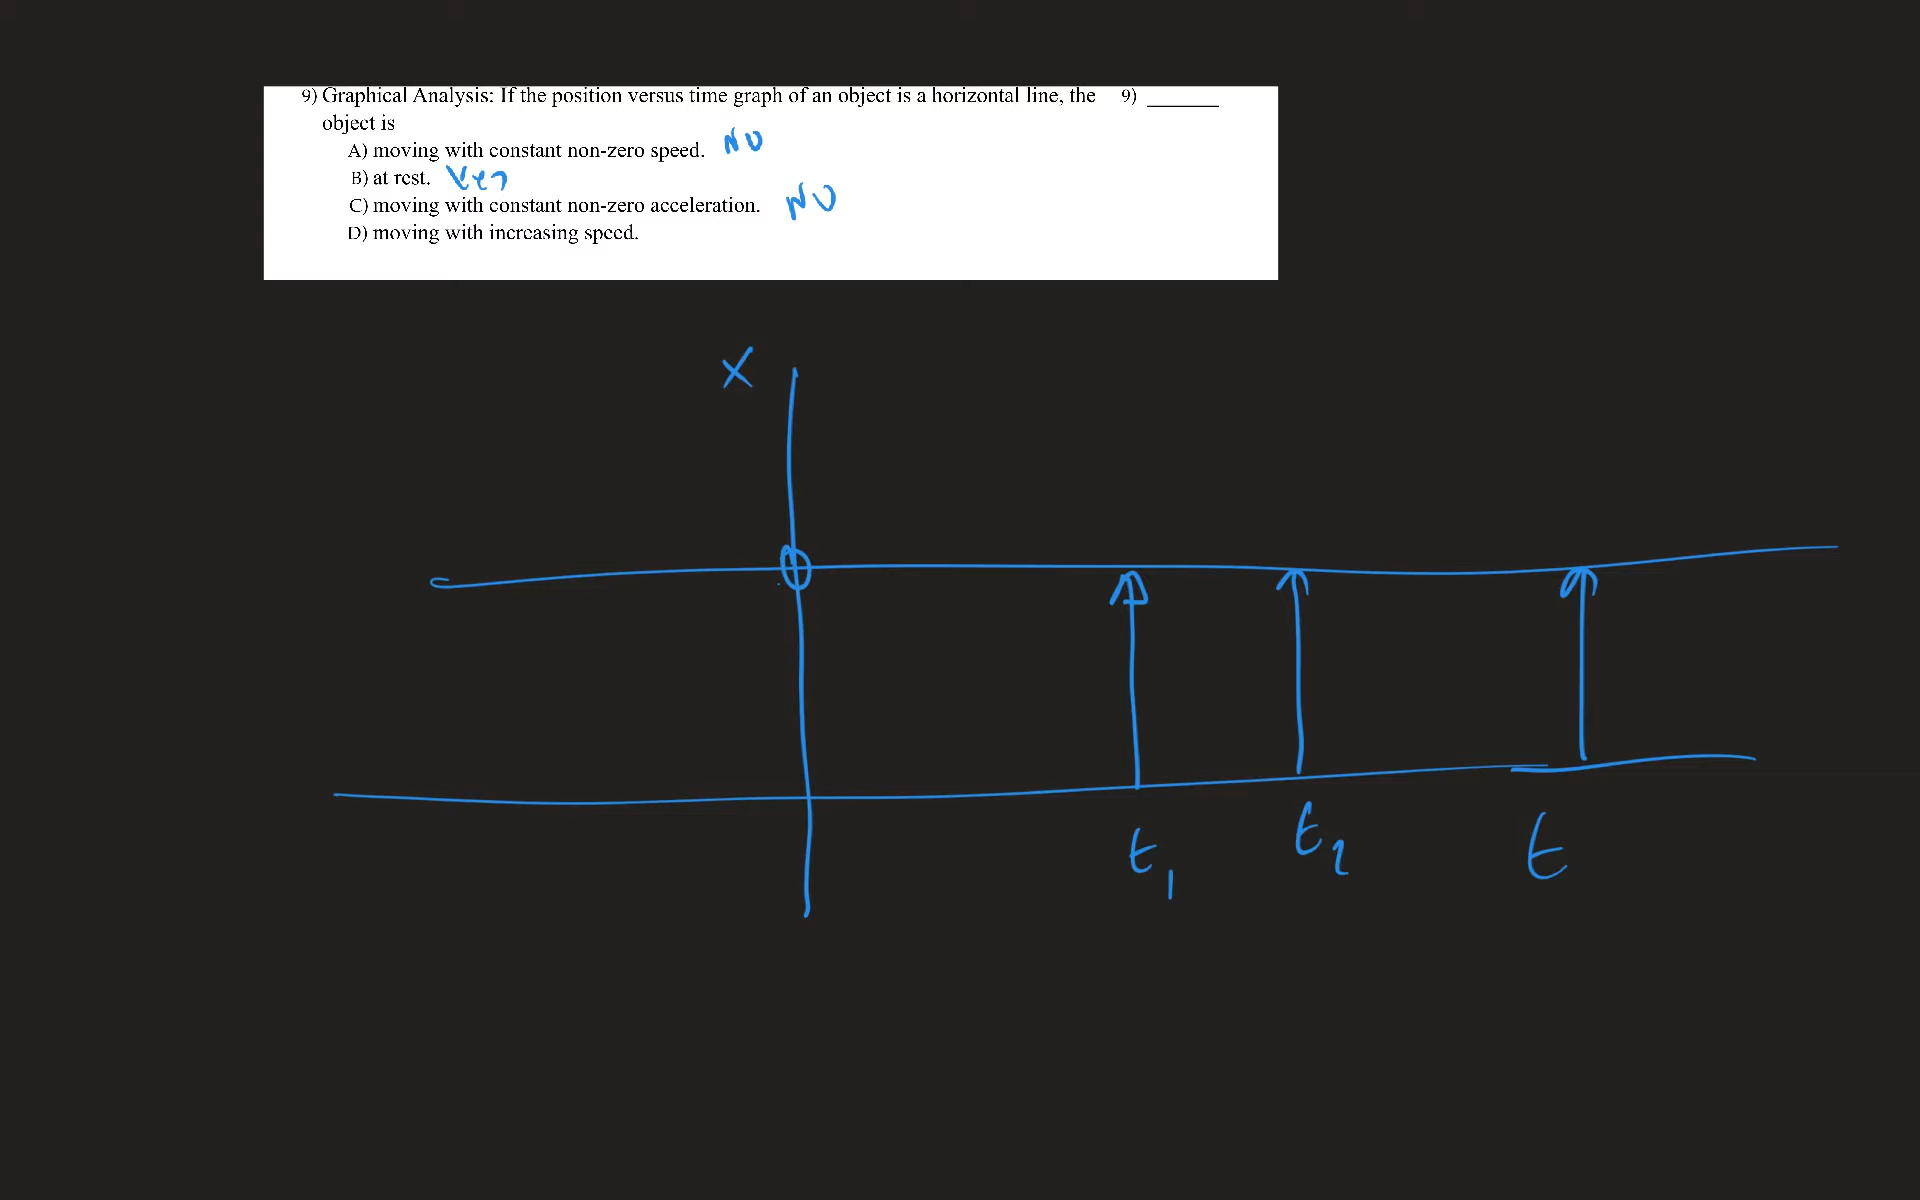 9) Graphical Analysis: If the position versus time graph of an object is a horizontal line, the 9) _______
object is
A) moving with constant non-zero speed. NO
B) at rest. Yes
C) moving with constant non-zero acceleration. NO
D) moving with increasing speed.
X
t1 t2 t